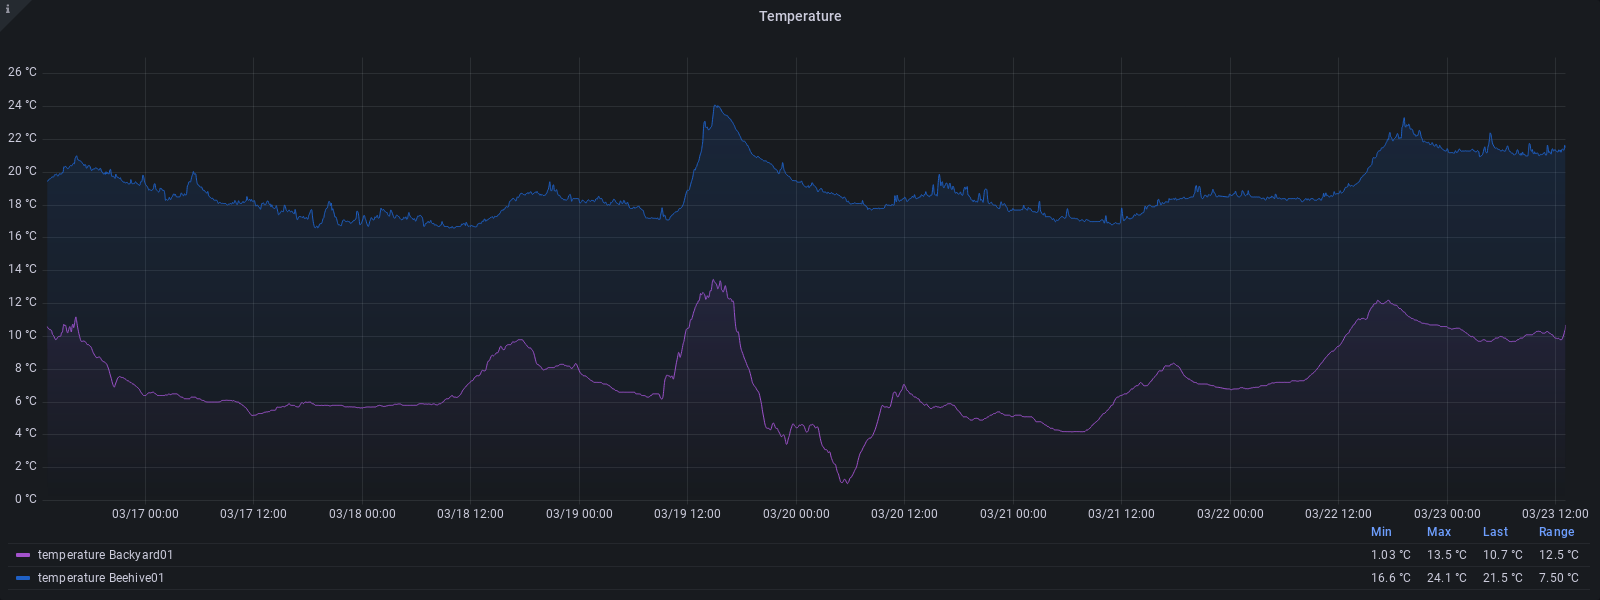 i
Temperature
26 °C
24 °C
22 °C
20 °C
18 °C
16 °C
14 °C
12 °C
10 °C
8 °C
6 °C
4 °C
2 °C
0 °C
03/17 00:00 03/17 12:00 03/18 00:00 03/18 12:00 03/19 00:00 03/19 12:00 03/20 00:00 03/20 12:00 03/21 00:00 03/21 12:00 03/22 00:00 03/22 12:00 03/23 00:00 03/23 12:00
Min Max Last Range
temperature Backyard01 1.03 °C 13.5 °C 10.7 °C 12.5 °C
temperature Beehive01 16.6 °C 24.1 °C 21.5 °C 7.50 °C